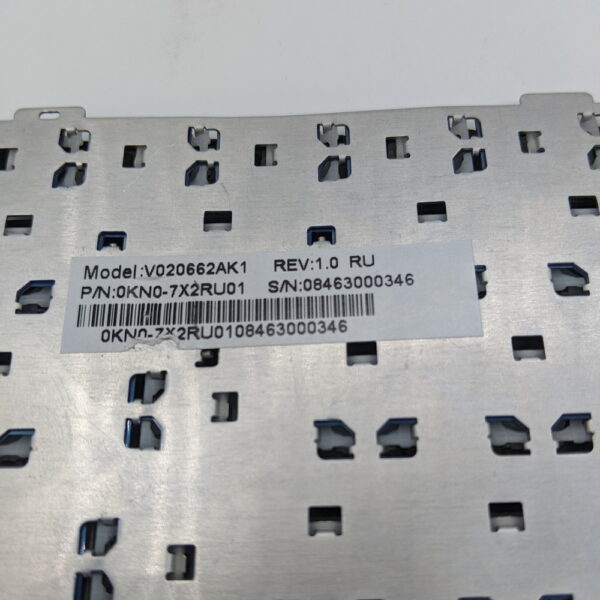 Model:V020662AK1 REV:1.0 RU
P/N:0KN0-7X2RU01 S/N:08463000346
0KN0-7X2RU0108463000346